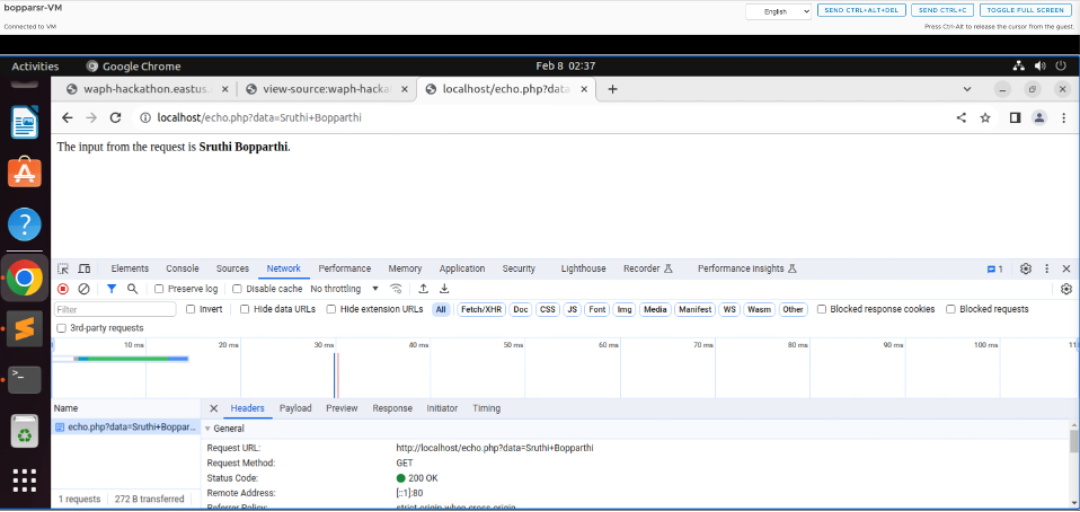 bopparsr-VM
English
SEND CTRL+ALT+DEL
SEND CTRL+C
TOGGLE FULL SCREEN
Connected to VM
Press Ctrl-Alt to release the cursor from the guest.
Activities
Google Chrome
Feb 8 02:37
waph-hackathon.eastus.
view-source:waph-hacka
localhost/echo.php?data
localhost/echo.php?data=Sruthi+Bopparthi
The input from the request is Sruthi Bopparthi.
Elements Console Sources Network Performance Memory Application Security Lighthouse Recorder Performance insights 1
Preserve log Disable cache No throttling
Filter Invert Hide data URLs Hide extension URLs All Fetch/XHR Doc CSS JS Font Img Media Manifest WS Wasm Other Blocked response cookies Blocked requests
3rd-party requests
10 ms 20 ms 30 ms 40 ms 50 ms 60 ms 70 ms 80 ms 90 ms 100 ms 11
Name
Headers Payload Preview Response Initiator Timing
echo.php?data=Sruthi+Boppar...
General
Request URL: http://localhost/echo.php?data=Sruthi+Bopparthi
Request Method: GET
Status Code: 200 OK
Remote Address: [::1]:80
Referrer Policy: strict-origin-when-cross-origin
1 requests 272 B transferred